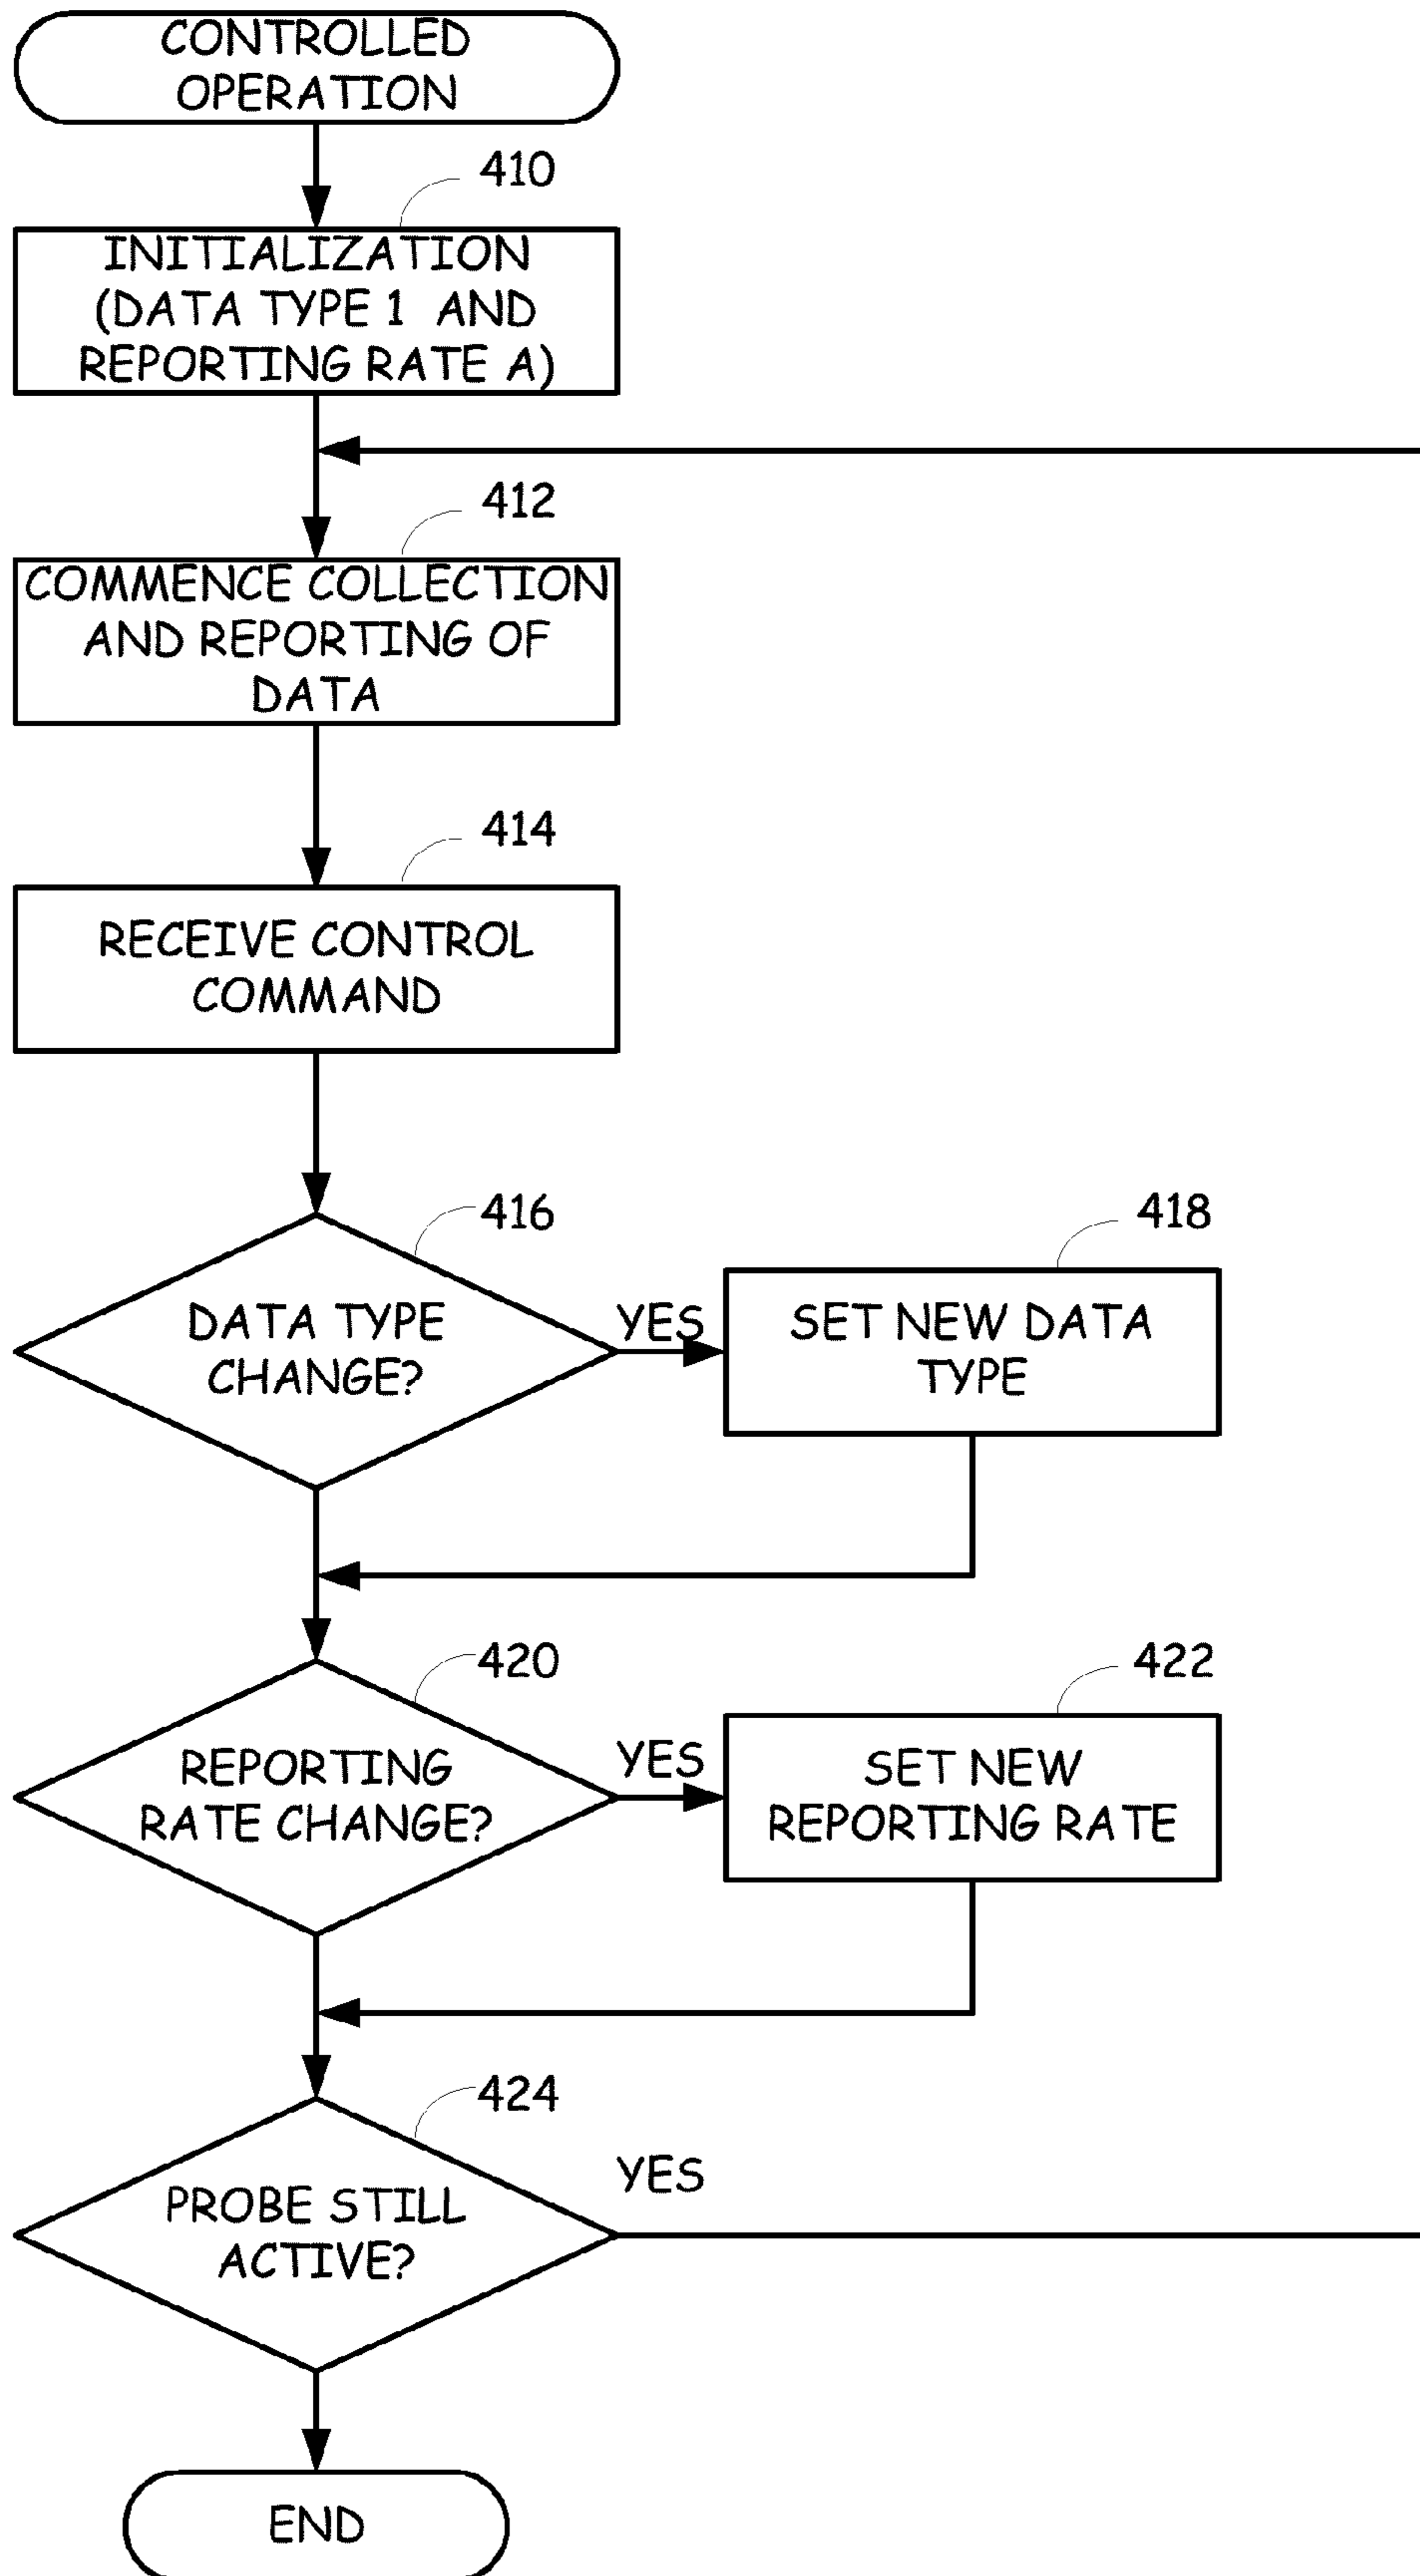 CONTROLLED
OPERATION
410
INITIALIZATION
(DATA TYPE 1 AND
REPORTING RATE A)
412
COMMENCE COLLECTION
AND REPORTING OF
DATA
414
RECEIVE CONTROL
COMMAND
416
DATA TYPE
CHANGE?
YES
418
SET NEW DATA
TYPE
420
REPORTING
RATE CHANGE?
YES
422
SET NEW
REPORTING RATE
424
PROBE STILL
ACTIVE?
YES
END